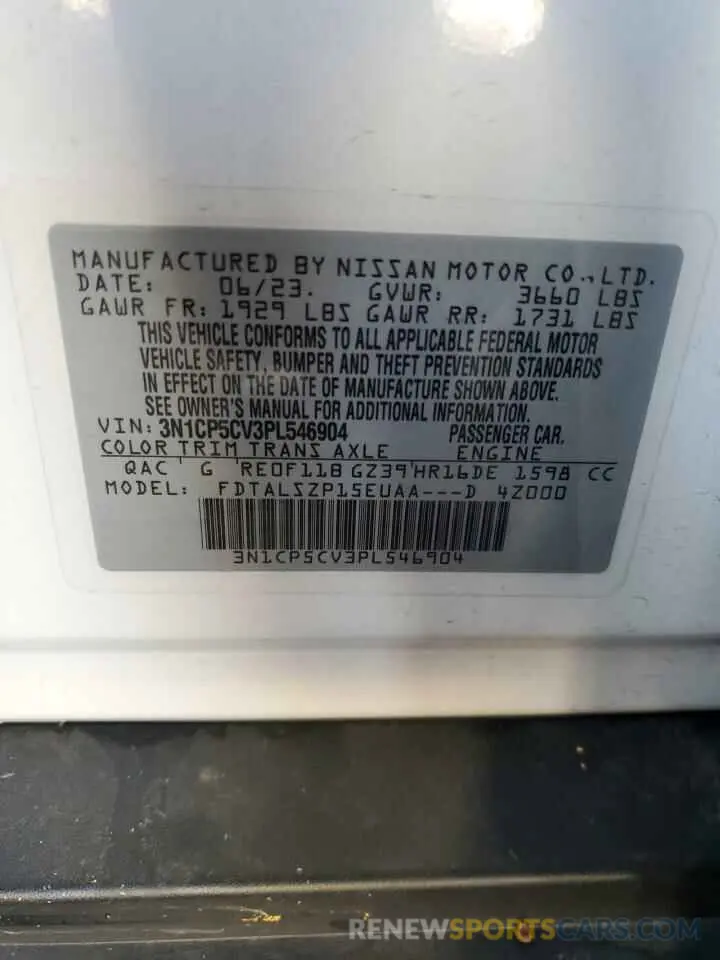 MANUFACTURED BY NISSAN MOTOR CO., LTD.
DATE: 06/23. GVWR: 3660 LBS
GAWR FR: 1929 LBS GAWR RR: 1731 LBS
THIS VEHICLE CONFORMS TO ALL APPLICABLE FEDERAL MOTOR
VEHICLE SAFETY, BUMPER AND THEFT PREVENTION STANDARDS
IN EFFECT ON THE DATE OF MANUFACTURE SHOWN ABOVE.
SEE OWNER'S MANUAL FOR ADDITIONAL INFORMATION.
VIN: 3N1CP5CV3PL546904 PASSENGER CAR.
COLOR TRIM TRANS AXLE ENGINE
QAC G RE0F11B GZ39 HR16DE 1598 CC
MODEL: FDTALSZP15EUAA---D 4Z000
3N1CP5CV3PL546904
RENEWSPORTSCARS.COM